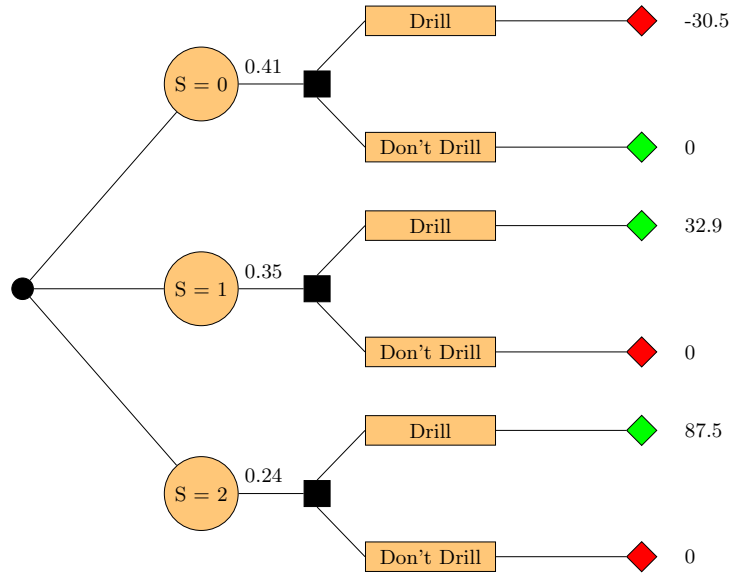 Drill -30.5
S = 0 0.41
Don't Drill 0
Drill 32.9
S = 1 0.35
Don't Drill 0
Drill 87.5
S = 2 0.24
Don't Drill 0